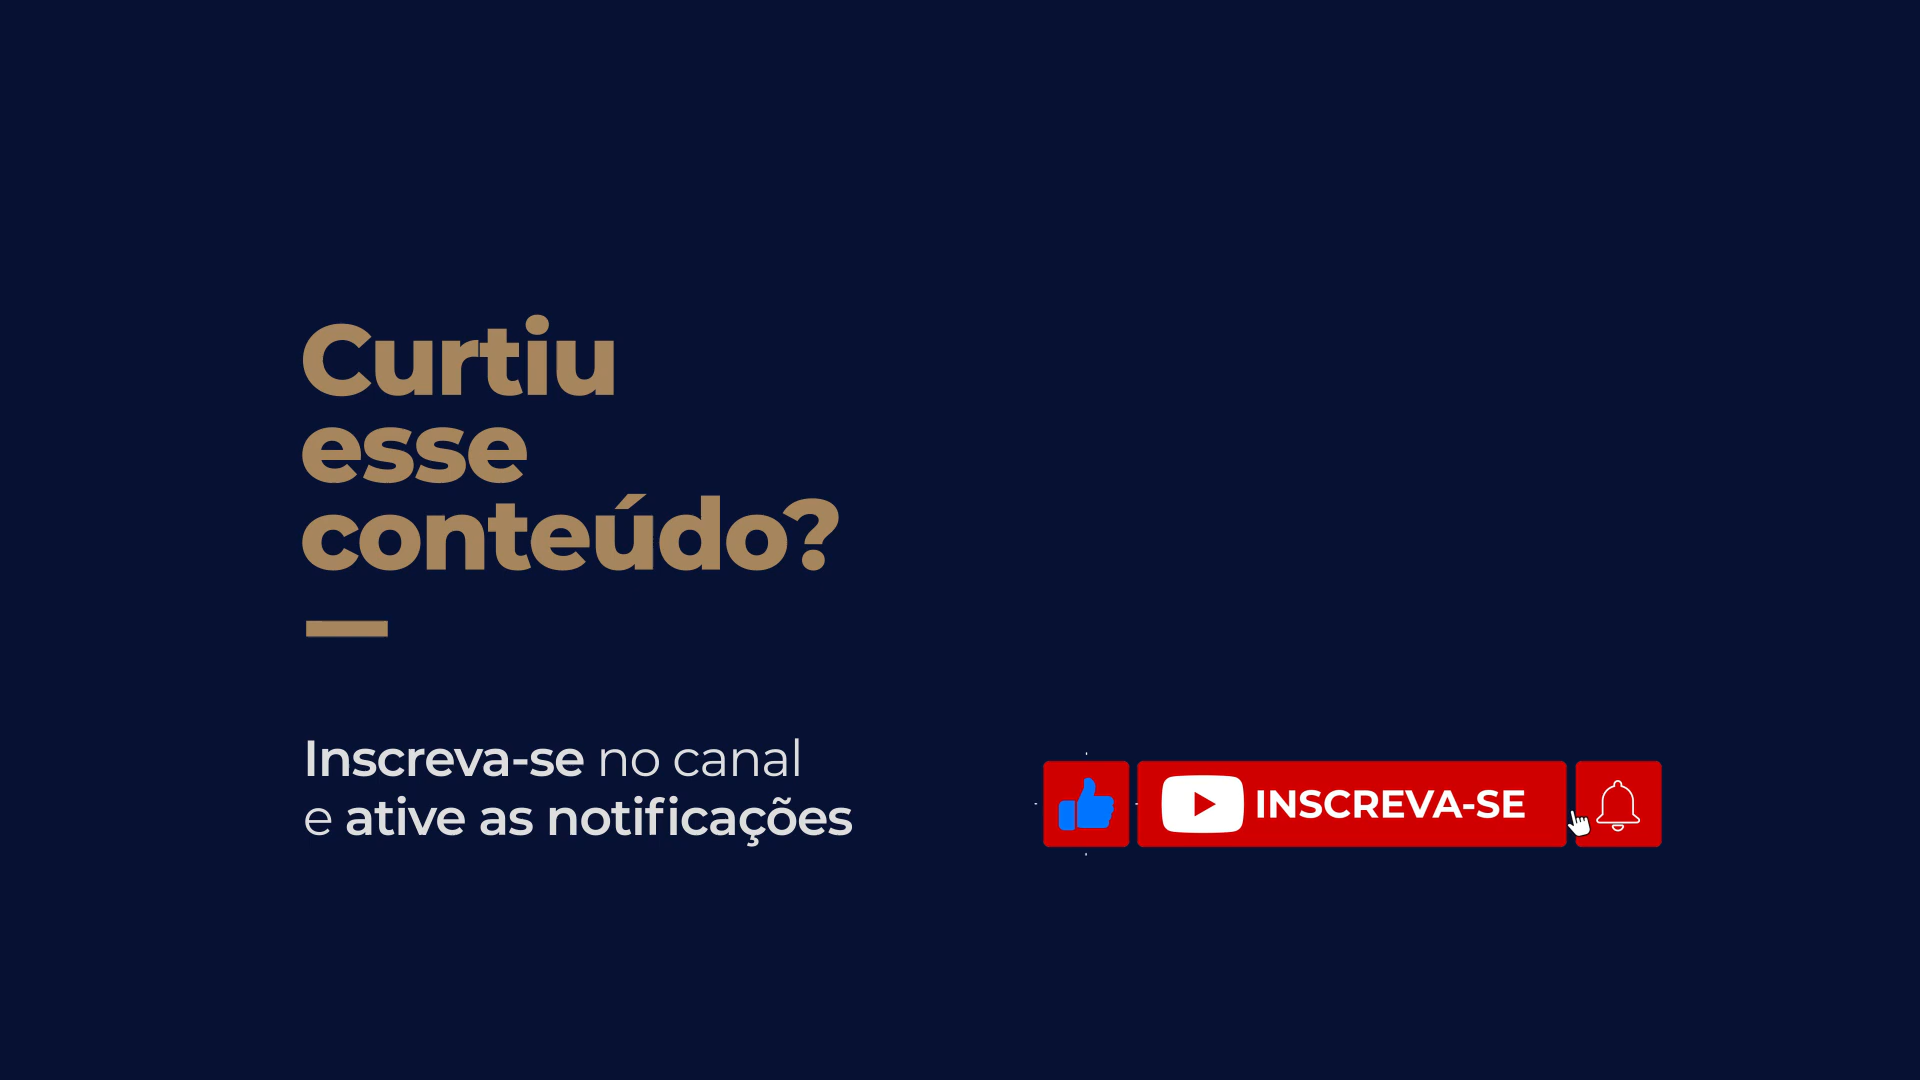 Curtiu
esse
conteúdo?
Inscreva-se no canal
e ative as notificações
INSCREVA-SE